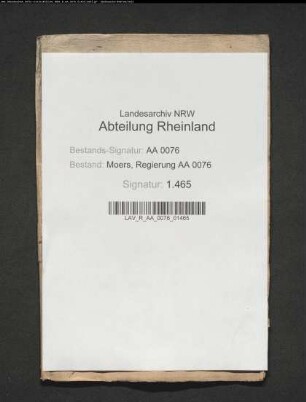 Landesarchiv NRW
Abteilung Rheinland
Bestands-Signatur: AA 0076
Bestand: Moers, Regierung AA 0076
Signatur: 1.465
LAV_R_AA_0076_01465